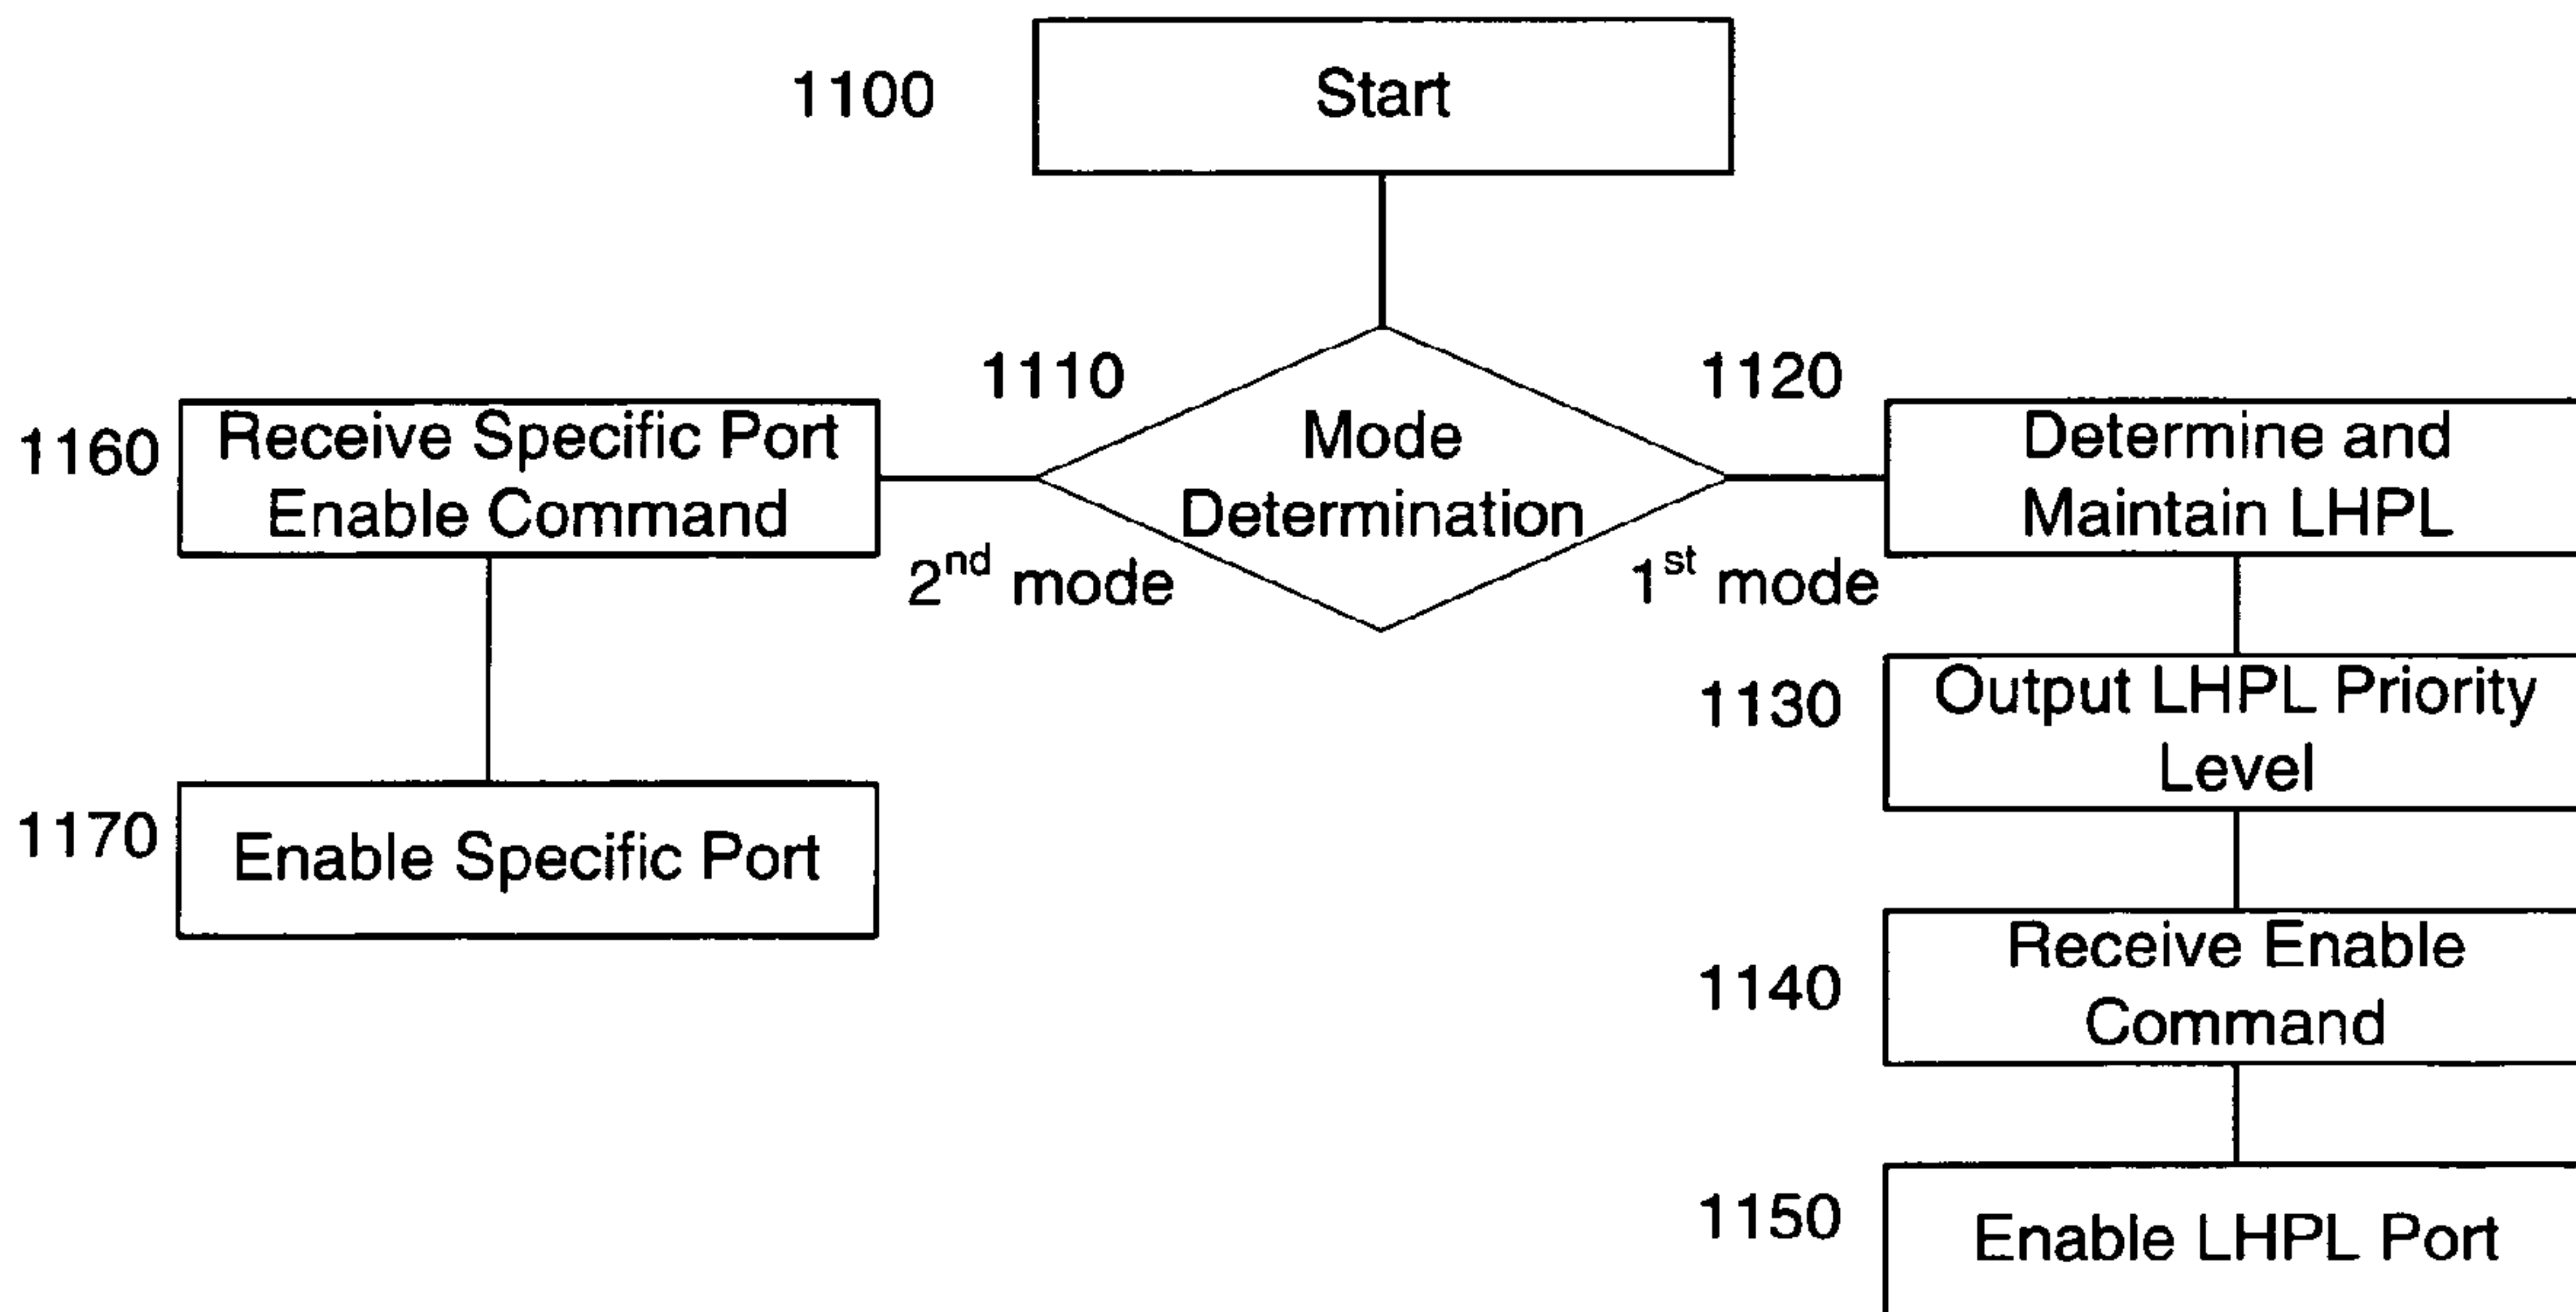 1100
Start
1110
Mode
Determination
2nd mode
1st mode
1160
Receive Specific Port
Enable Command
1170
Enable Specific Port
1120
Determine and
Maintain LHPL
1130
Output LHPL Priority
Level
1140
Receive Enable
Command
1150
Enable LHPL Port